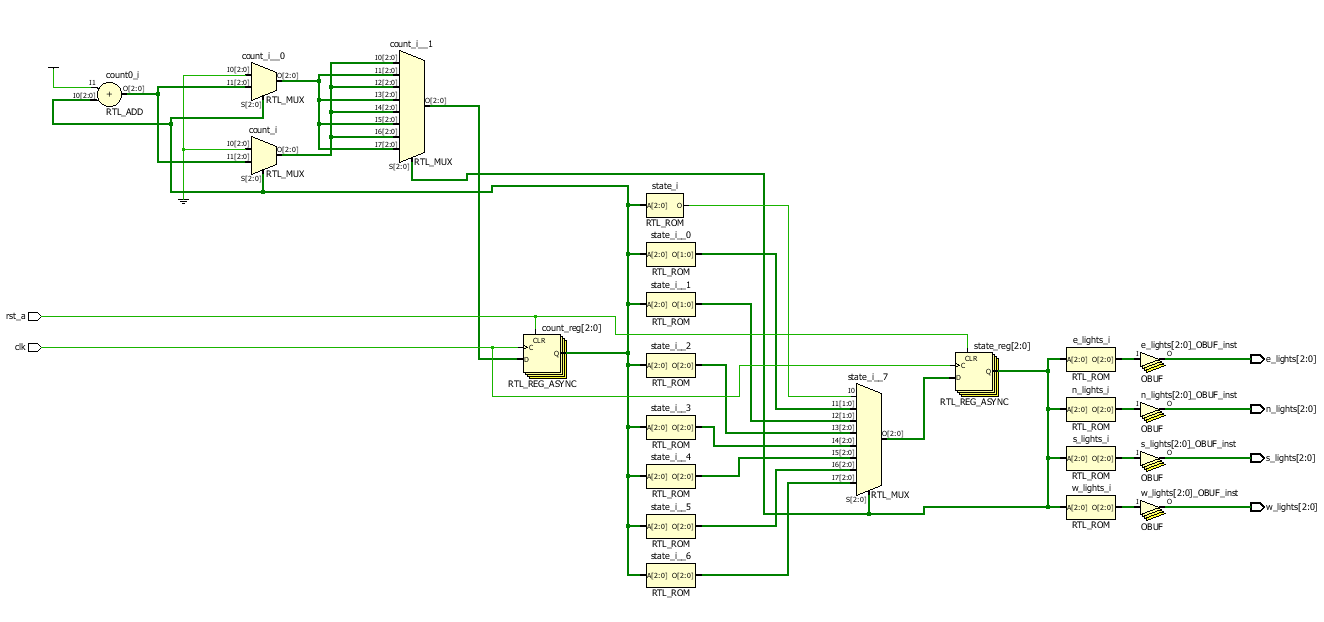 count0_i
I1
I0[2:0]
O[2:0]
+
RTL_ADD
count_i__0
I0[2:0]
I1[2:0]
S[2:0]
O[2:0]
RTL_MUX
count_i
I0[2:0]
I1[2:0]
S[2:0]
O[2:0]
RTL_MUX
count_i__1
I0[2:0]
I1[2:0]
I2[2:0]
I3[2:0]
I4[2:0]
I5[2:0]
I6[2:0]
I7[2:0]
S[2:0]
O[2:0]
RTL_MUX
state_i
A[2:0] O
RTL_ROM
state_i__0
A[2:0] O[1:0]
RTL_ROM
state_i__1
A[2:0] O[1:0]
RTL_ROM
rst_a
clk
count_reg[2:0]
CLR
C
D
Q
RTL_REG_ASYNC
state_i__2
A[2:0] O[2:0]
RTL_ROM
state_i__3
A[2:0] O[2:0]
RTL_ROM
state_i__4
A[2:0] O[2:0]
RTL_ROM
state_i__5
A[2:0] O[2:0]
RTL_ROM
state_i__6
A[2:0] O[2:0]
RTL_ROM
state_i__7
I0
I1[1:0]
I2[1:0]
I3[2:0]
I4[2:0]
I5[2:0]
I6[2:0]
I7[2:0]
S[2:0]
O[2:0]
RTL_MUX
state_reg[2:0]
CLR
C
D
Q
RTL_REG_ASYNC
e_lights_i
A[2:0] O[2:0]
RTL_ROM
e_lights[2:0]_OBUF_inst
I
O
OBUF
e_lights[2:0]
n_lights_i
A[2:0] O[2:0]
RTL_ROM
n_lights[2:0]_OBUF_inst
I
O
OBUF
n_lights[2:0]
s_lights_i
A[2:0] O[2:0]
RTL_ROM
s_lights[2:0]_OBUF_inst
I
O
OBUF
s_lights[2:0]
w_lights_i
A[2:0] O[2:0]
RTL_ROM
w_lights[2:0]_OBUF_inst
I
O
OBUF
w_lights[2:0]